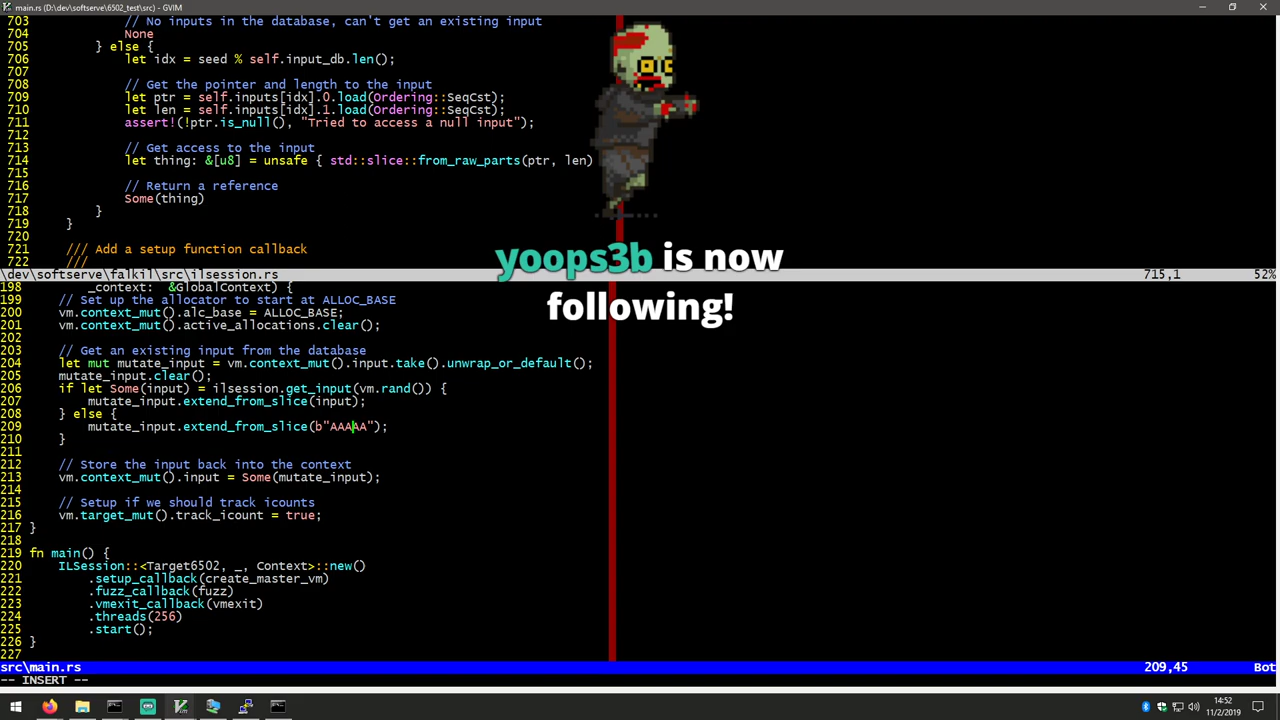 main.rs (D:\dev\softserve\6502_test\src) - GVIM
703 // No inputs in the database, can't get an existing input
704 None
705 } else {
706 let idx = seed % self.input_db.len();
707
708 // Get the pointer and length to the input
709 let ptr = self.inputs[idx].0.load(Ordering::SeqCst);
710 let len = self.inputs[idx].1.load(Ordering::SeqCst);
711 assert!(!ptr.is_null(), "Tried to access a null input");
712
713 // Get access to the input
714 let thing: &[u8] = unsafe { std::slice::from_raw_parts(ptr, len)
715
716 // Return a reference
717 Some(thing)
718 }
719 }
720
721 /// Add a setup function callback
722 ///
yoops3b is now
following!
\dev\softserve\falkil\src\ilsession.rs 715,1 52%
198 _context: &GlobalContext) {
199 // Set up the allocator to start at ALLOC_BASE
200 vm.context_mut().alc_base = ALLOC_BASE;
201 vm.context_mut().active_allocations.clear();
202
203 // Get an existing input from the database
204 let mut mutate_input = vm.context_mut().input.take().unwrap_or_default();
205 mutate_input.clear();
206 if let Some(input) = ilsession.get_input(vm.rand()) {
207 mutate_input.extend_from_slice(input);
208 } else {
209 mutate_input.extend_from_slice(b"AAAAA");
210 }
211
212 // Store the input back into the context
213 vm.context_mut().input = Some(mutate_input);
214
215 // Setup if we should track icounts
216 vm.target_mut().track_icount = true;
217 }
218
219 fn main() {
220 ILSession::<Target6502, _, Context>::new()
221 .setup_callback(create_master_vm)
222 .fuzz_callback(fuzz)
223 .vmexit_callback(vmexit)
224 .threads(256)
225 .start();
226 }
227
src\main.rs 209,45 Bot
-- INSERT --
14:52
11/2/2019